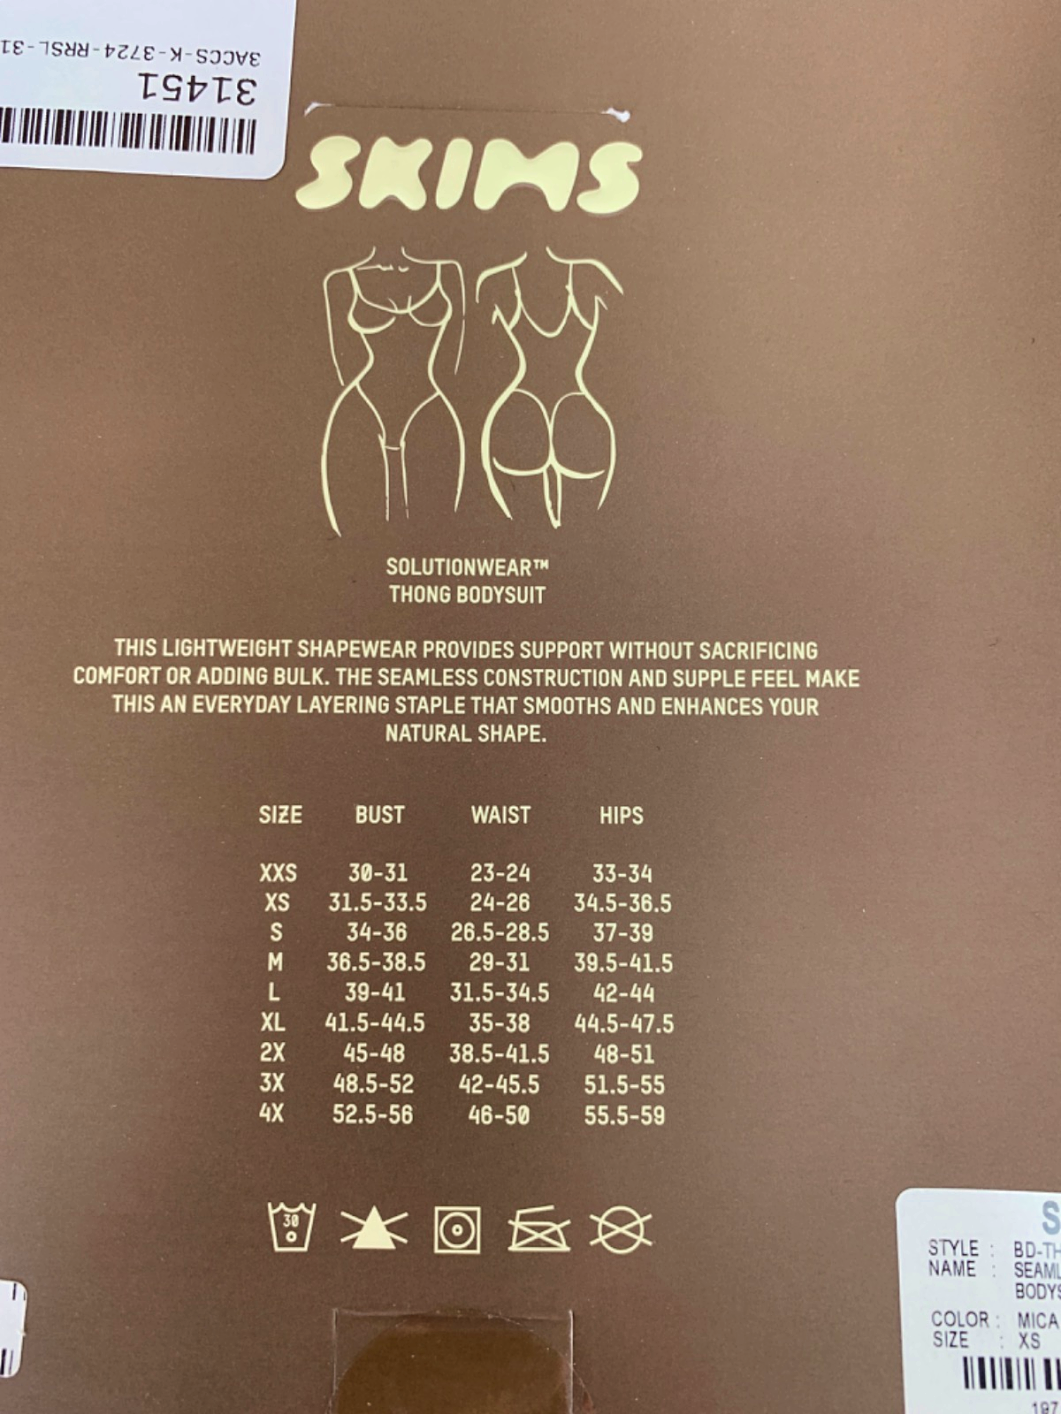 3ACCS-K-3724-RRSL-31
31451
SKIMS
SOLUTIONWEAR™
THONG BODYSUIT
THIS LIGHTWEIGHT SHAPEWEAR PROVIDES SUPPORT WITHOUT SACRIFICING
COMFORT OR ADDING BULK. THE SEAMLESS CONSTRUCTION AND SUPPLE FEEL MAKE
THIS AN EVERYDAY LAYERING STAPLE THAT SMOOTHS AND ENHANCES YOUR
NATURAL SHAPE.
SIZE BUST WAIST HIPS
XXS 30-31 23-24 33-34
XS 31.5-33.5 24-26 34.5-36.5
S 34-36 26.5-28.5 37-39
M 36.5-38.5 29-31 39.5-41.5
L 39-41 31.5-34.5 42-44
XL 41.5-44.5 35-38 44.5-47.5
2X 45-48 38.5-41.5 48-51
3X 48.5-52 42-45.5 51.5-55
4X 52.5-56 46-50 55.5-59
30
S
STYLE : BD-TH
NAME : SEAML
BODYS
COLOR : MICA
SIZE : XS
197